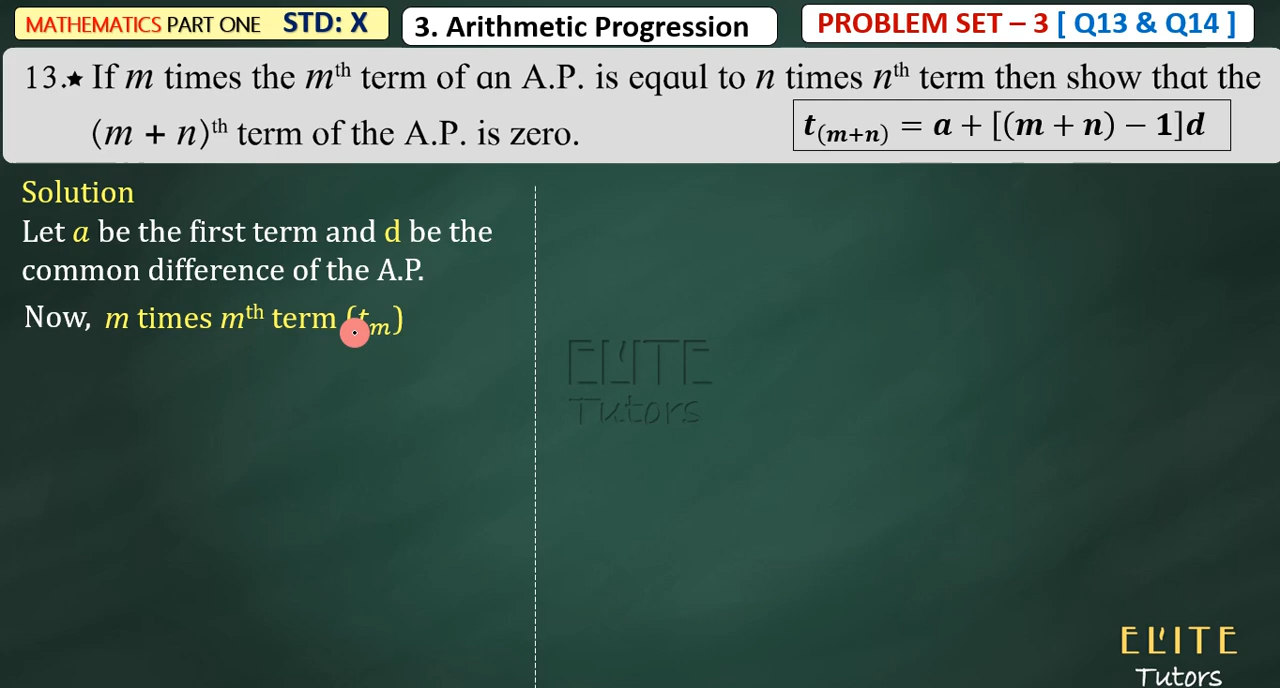 MATHEMATICS PART ONE STD: X
3. Arithmetic Progression
PROBLEM SET – 3 [ Q13 & Q14 ]
13.★ If m times the mth term of an A.P. is eqaul to n times nth term then show that the
(m + n)th term of the A.P. is zero.
t(m+n) = a + [(m + n) − 1]d
Solution
Let a be the first term and d be the
common difference of the A.P.
Now, m times mth term (tm)
ELITE
Tutors
ELITE
Tutors